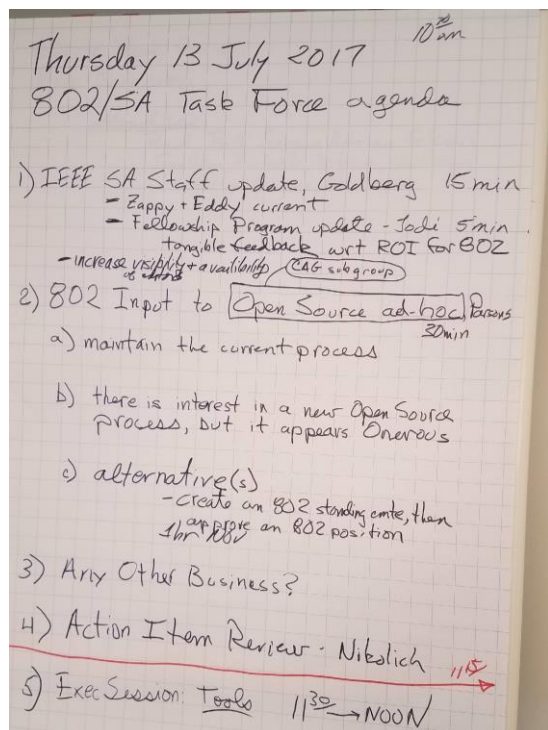 10 30 am
Thursday 13 July 2017
802/SA Task Force agenda
1) IEEE SA Staff update, Goldberg 15 min
- Zappy + Eddy current
- Fellowship Program update - Jodi 5 min.
tangible feedback wrt ROI for 802
- increase visibility + availability
of
CAG subgroup
2) 802 Input to Open Source ad-hoc, Parsons
30min
a) maintain the current process
b) there is interest in a new Open Source
process, but it appears Onerous
c) alternative(s)
- create an 802 standing cmte, then
approve an 802 position
1hr
3) Any Other Business?
4) Action Item Review - Nikolich
11 15
5) Exec Session: Tools 11 30 → NOON